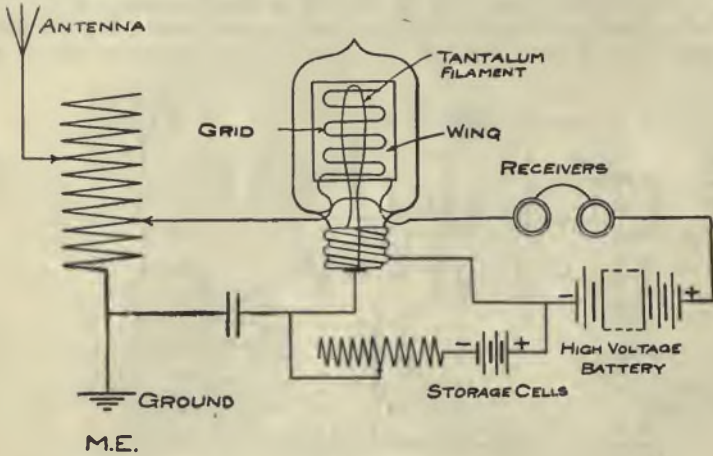 ANTENNA
TANTALUM
FILAMENT
GRID
WING
RECEIVERS
- +
- +
HIGH VOLTAGE
BATTERY
STORAGE CELLS
GROUND
M.E.